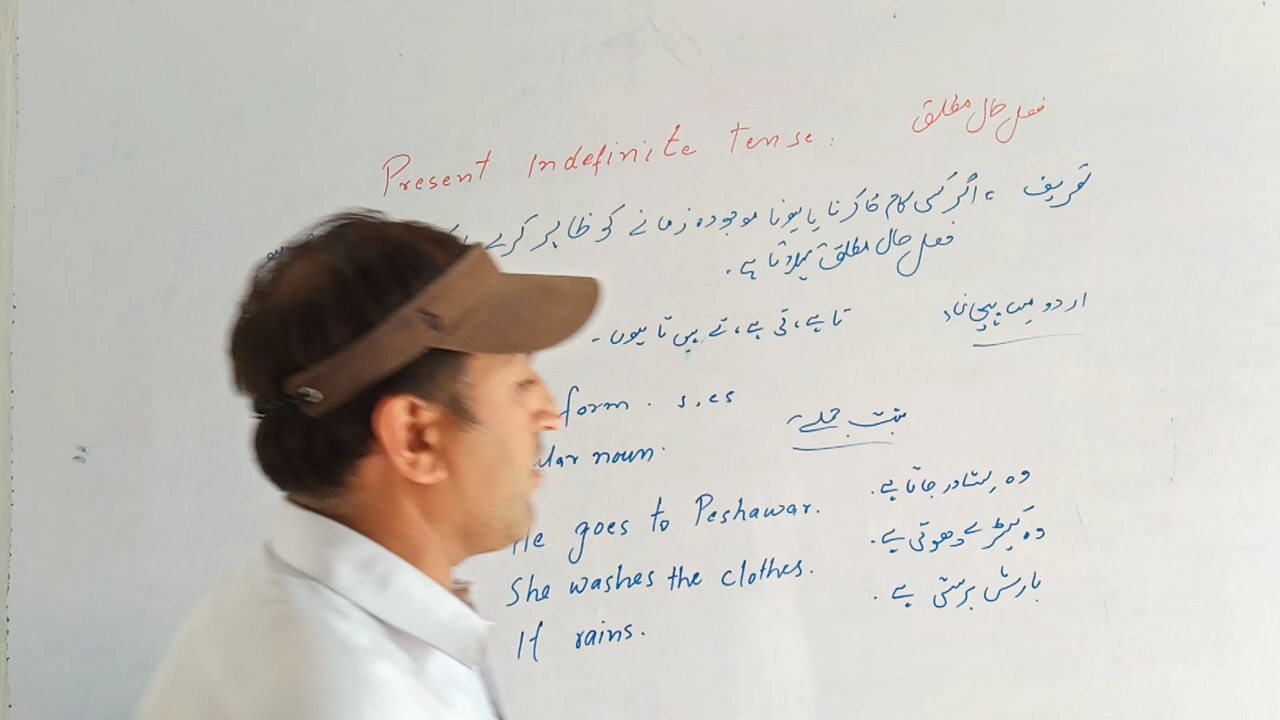 Present Indefinite Tense: فعل حال مطلق
تعریف ، اگر کسی کام کا کرنا یا ہونا موجودہ زمانے کو ظاہر کرے
فعل حال مطلق کہلاتا ہے.
اردو میں پہچان، تا ہے، تی ہے، تے ہیں تا ہوں۔
form. s, es
مثبت جملے
noun.
He goes to Peshawar. وہ پشاور جاتا ہے.
She washes the clothes. وہ کپڑے دھوتی ہے.
It rains. بارش برستی ہے.